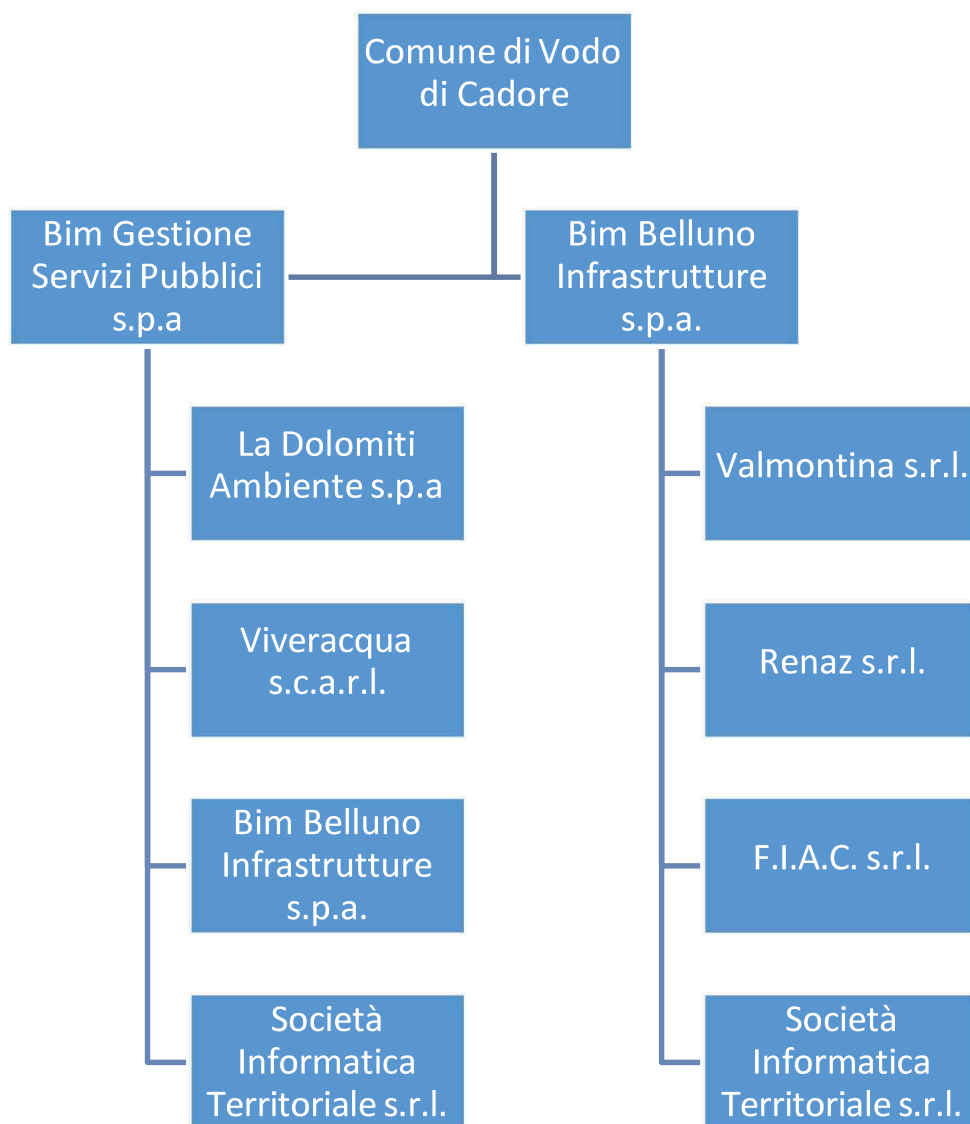 Comune di Vodo
di Cadore
Bim Gestione
Servizi Pubblici
s.p.a
Bim Belluno
Infrastrutture
s.p.a.
La Dolomiti
Ambiente s.p.a
Valmontina s.r.l.
Viveracqua
s.c.a.r.l.
Renaz s.r.l.
Bim Belluno
Infrastrutture
s.p.a.
F.I.A.C. s.r.l.
Società
Informatica
Territoriale s.r.l.
Società
Informatica
Territoriale s.r.l.